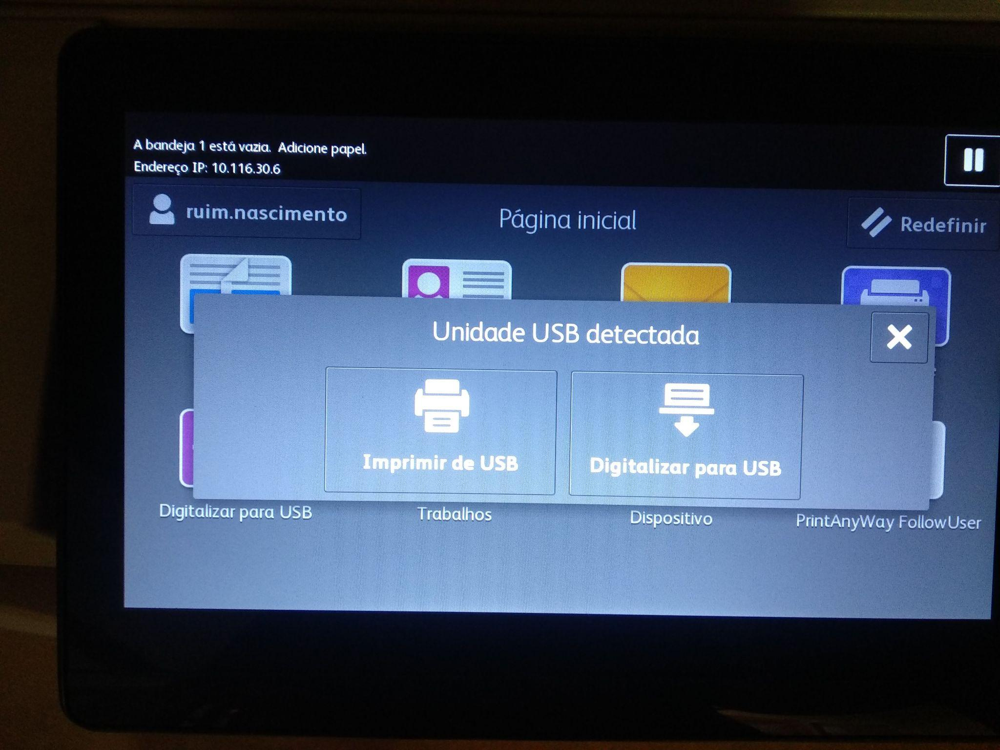 A bandeja 1 está vazia. Adicione papel.
Endereço IP: 10.116.30.6
ruim.nascimento
Página inicial
Redefinir
Unidade USB detectada
Imprimir de USB
Digitalizar para USB
Digitalizar para USB
Trabalhos
Dispositivo
PrintAnyWay FollowUser